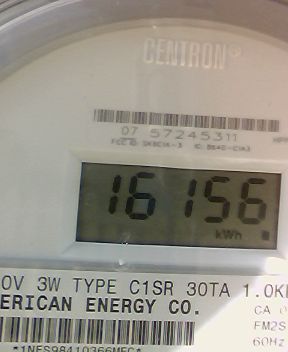 CENTRON®
07 57245311
16156
kWh
0V 3W TYPE C1SR 30TA 1.0K
ERICAN ENERGY CO.
CA 0
FM2S
60Hz